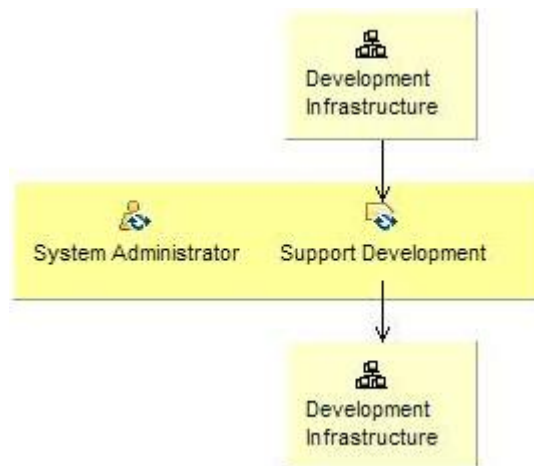 Development
Infrastructure
System Administrator
Support Development
Development
Infrastructure